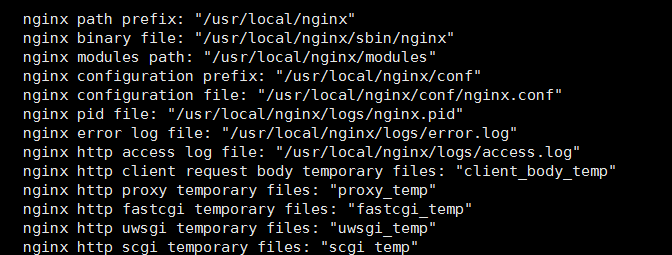 nginx path prefix: "/usr/local/nginx"
nginx binary file: "/usr/local/nginx/sbin/nginx"
nginx modules path: "/usr/local/nginx/modules"
nginx configuration prefix: "/usr/local/nginx/conf"
nginx configuration file: "/usr/local/nginx/conf/nginx.conf"
nginx pid file: "/usr/local/nginx/logs/nginx.pid"
nginx error log file: "/usr/local/nginx/logs/error.log"
nginx http access log file: "/usr/local/nginx/logs/access.log"
nginx http client request body temporary files: "client_body_temp"
nginx http proxy temporary files: "proxy_temp"
nginx http fastcgi temporary files: "fastcgi_temp"
nginx http uwsgi temporary files: "uwsgi_temp"
nginx http scgi temporary files: "scgi_temp"